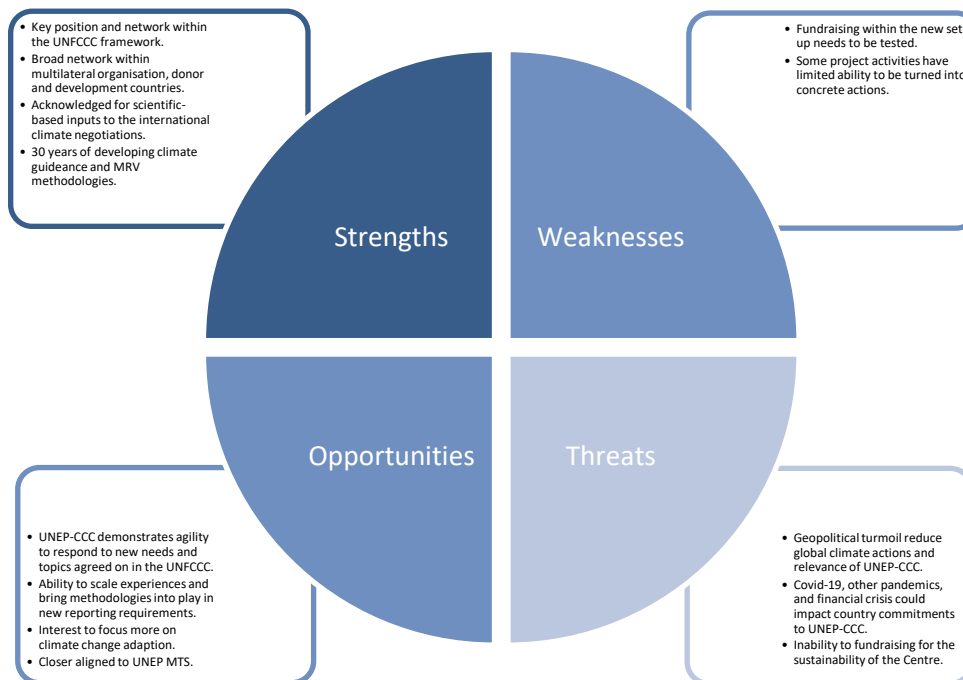 • Key position and network within
the UNFCCC framework.
• Broad network within
multilateral organisation, donor
and development countries.
• Acknowledged for scientific-
based inputs to the international
climate negotiations.
• 30 years of developing climate
guideance and MRV
methodologies.
• Fundraising within the new set
up needs to be tested.
• Some project activities have
limited ability to be turned into
concrete actions.
Strengths
Weaknesses
Opportunities
Threats
• UNEP-CCC demonstrates agility
to respond to new needs and
topics agreed on in the UNFCCC.
• Ability to scale experiences and
bring methodologies into play in
new reporting requirements.
• Interest to focus more on
climate change adaption.
• Closer aligned to UNEP MTS.
• Geopolitical turmoil reduce
global climate actions and
relevance of UNEP-CCC.
• Covid-19, other pandemics,
and financial crisis could
impact country commitments
to UNEP-CCC.
• Inability to fundraising for the
sustainability of the Centre.